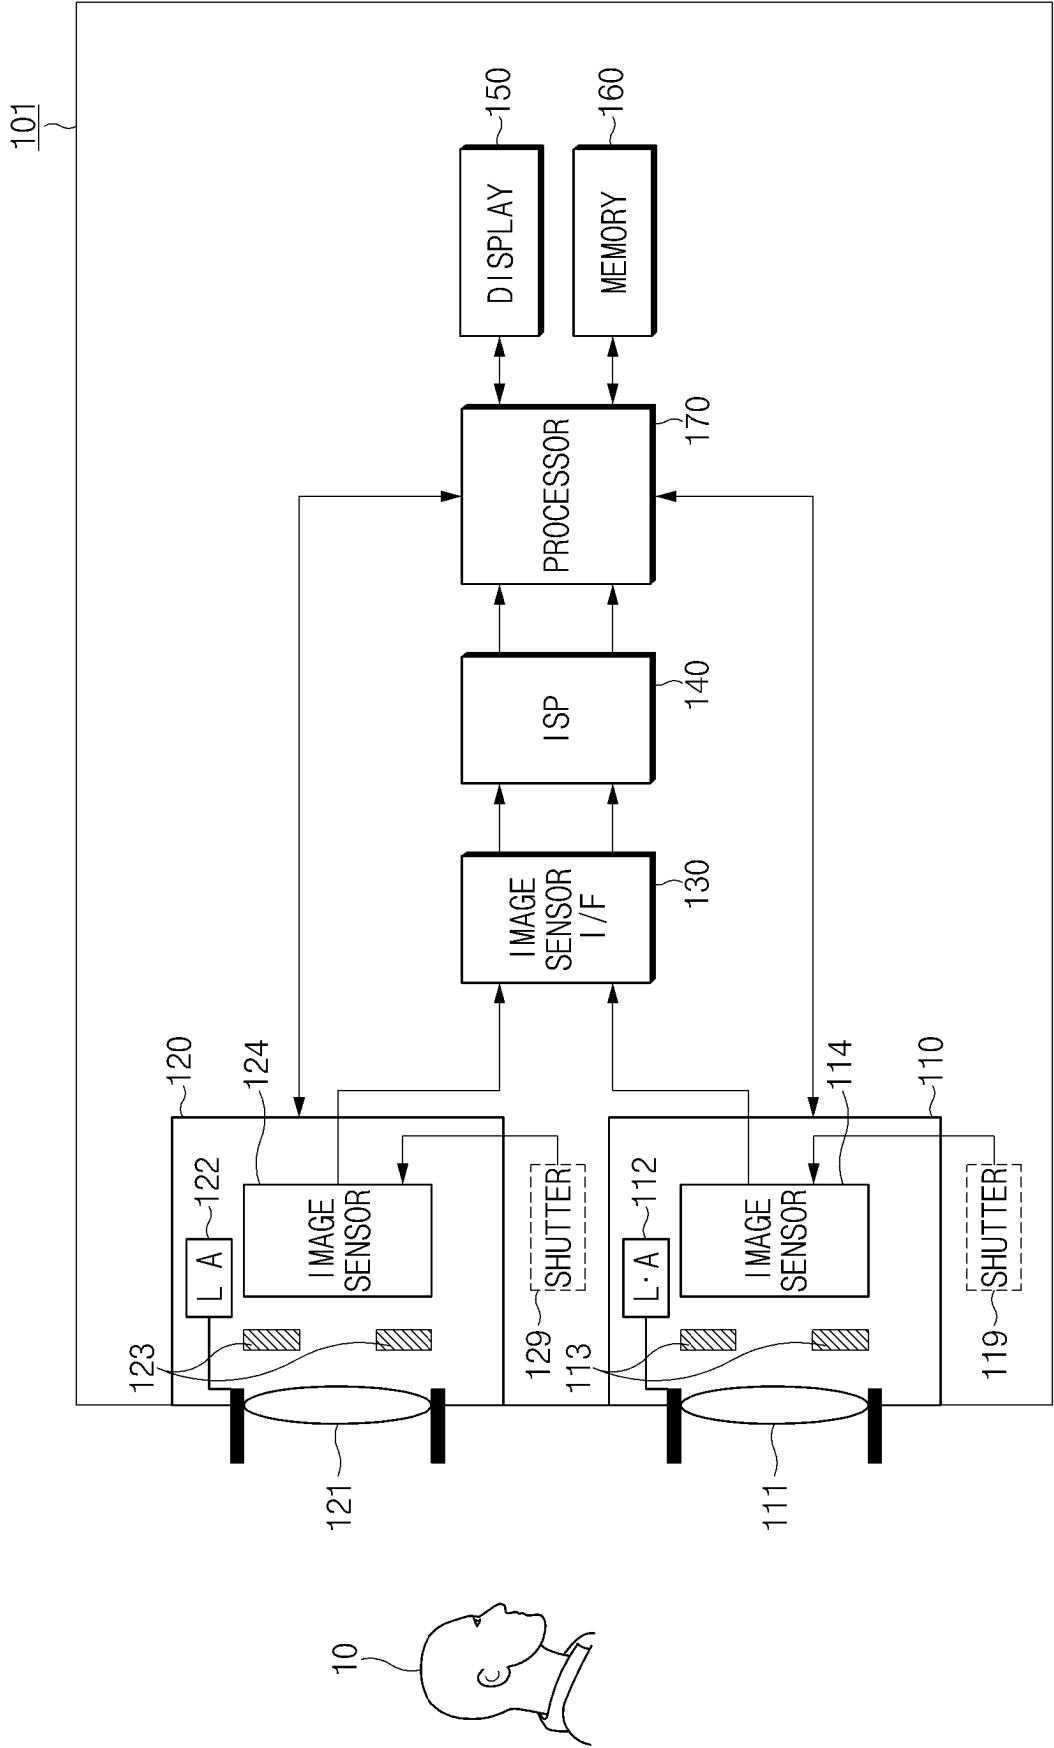 101
10
121
123
L A
122
IMAGE
SENSOR
124
120
129
SHUTTER
111
113
L·A
112
IMAGE
SENSOR
114
110
119
SHUTTER
IMAGE
SENSOR
I/F
130
ISP
140
PROCESSOR
170
DISPLAY
150
MEMORY
160